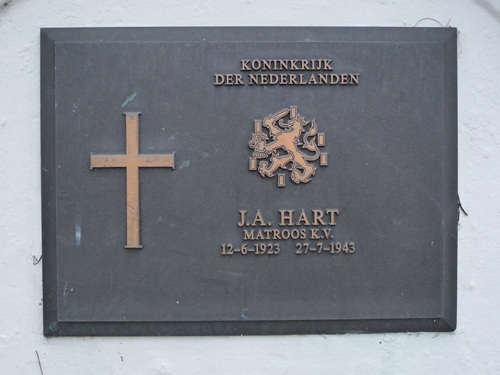 KONINKRIJK
DER NEDERLANDEN
J.A. HART
MATROOS K.V.
12-6-1923 27-7-1943